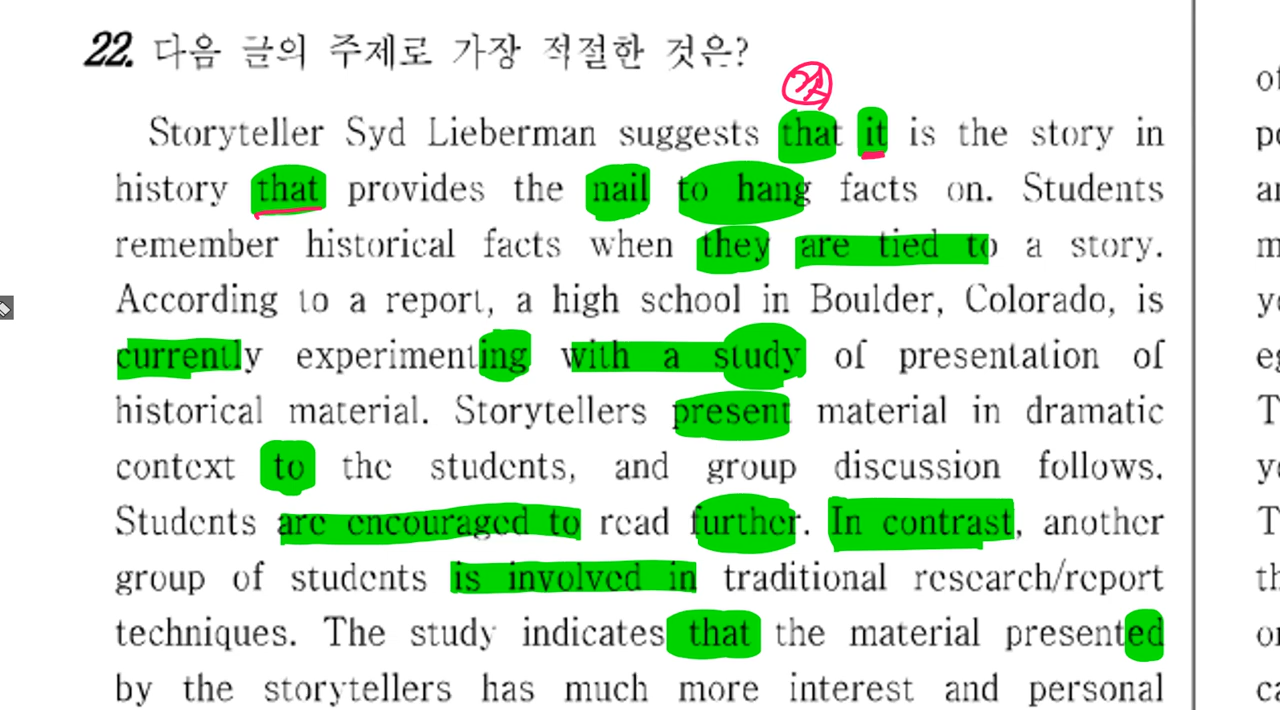 22. 다음 글의 주제로 가장 적절한 것은?
것
Storyteller Syd Lieberman suggests that it is the story in
history that provides the nail to hang facts on. Students
remember historical facts when they are tied to a story.
According to a report, a high school in Boulder, Colorado, is
currently experimenting with a study of presentation of
historical material. Storytellers present material in dramatic
context to the students, and group discussion follows.
Students are encouraged to read further. In contrast, another
group of students is involved in traditional research/report
techniques. The study indicates that the material presented
by the storytellers has much more interest and personal